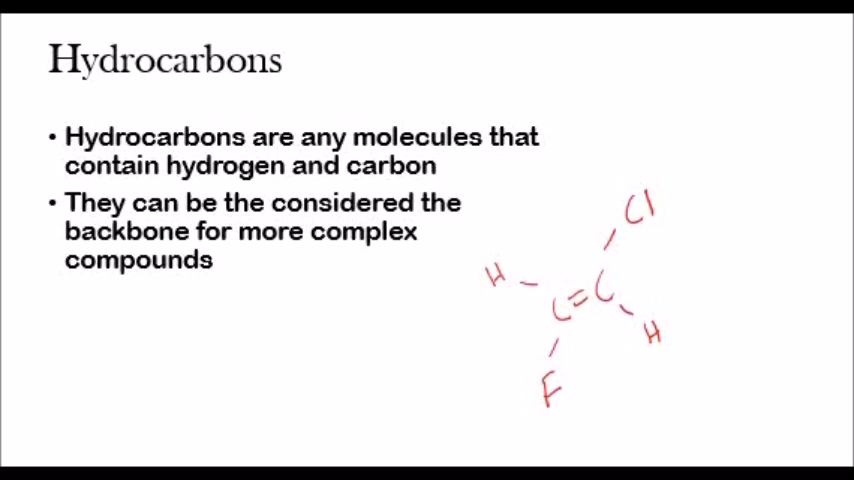 Hydrocarbons
• Hydrocarbons are any molecules that
contain hydrogen and carbon
• They can be the considered the
backbone for more complex
compounds
Cl
H - C = C
H
F